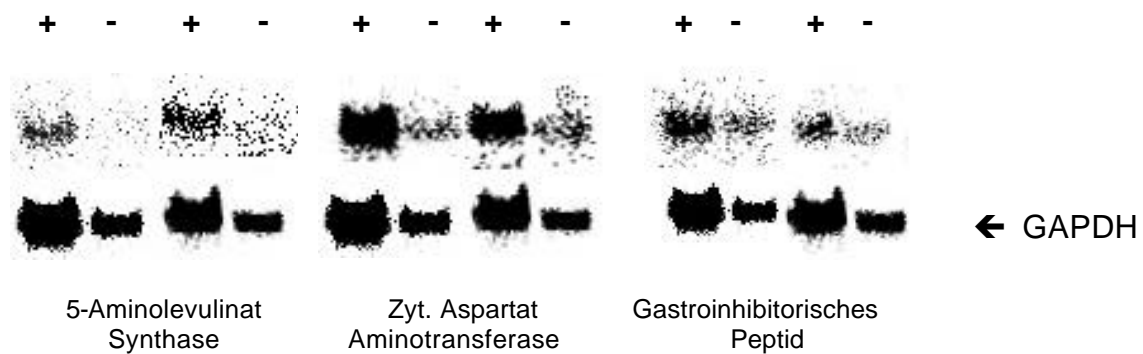 + - + - + - + - + - + -
← GAPDH
5-Aminolevulinat
Synthase
Zyt. Aspartat
Aminotransferase
Gastroinhibitorisches
Peptid